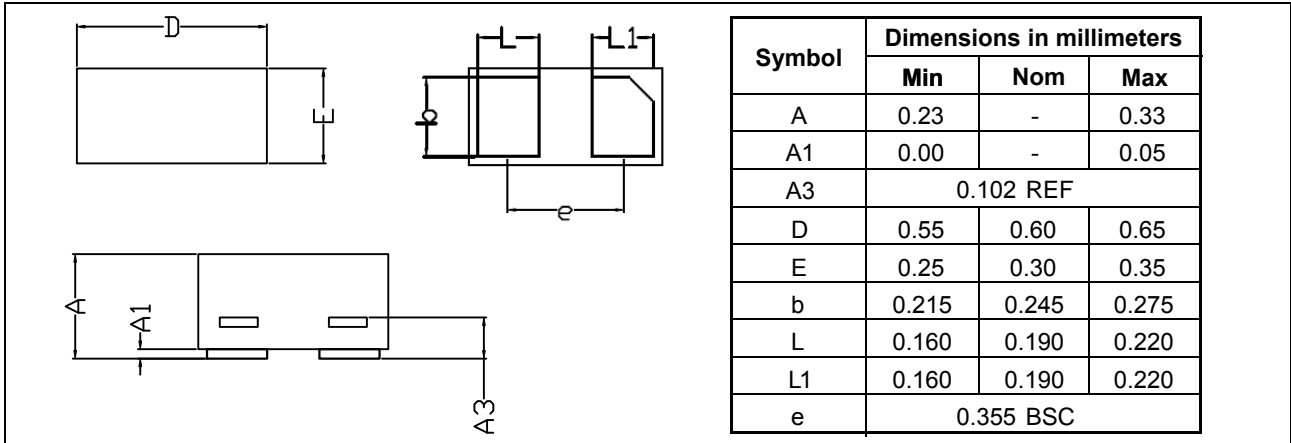 D
E
L
L1
b
e
A
A1
A3
Symbol Dimensions in millimeters
Min Nom Max
A 0.23 - 0.33
A1 0.00 - 0.05
A3 0.102 REF
D 0.55 0.60 0.65
E 0.25 0.30 0.35
b 0.215 0.245 0.275
L 0.160 0.190 0.220
L1 0.160 0.190 0.220
e 0.355 BSC